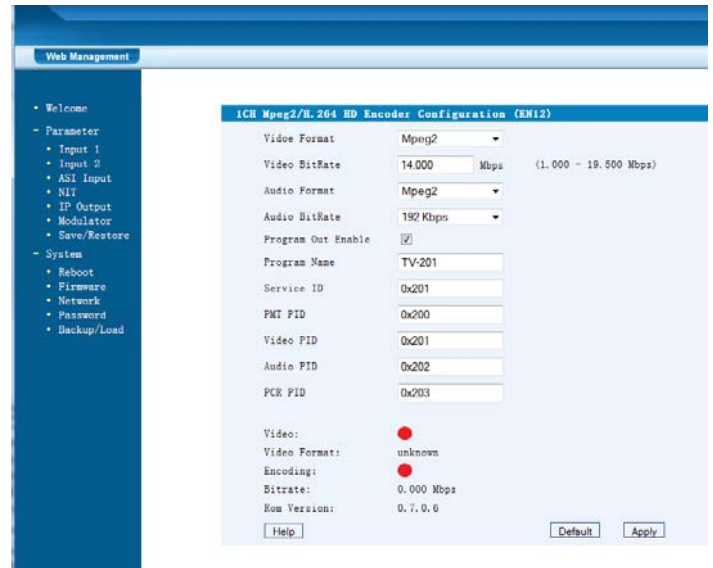 Web Management
• Welcome
- Parameter
• Input 1
• Input 2
• ASI Input
• NIT
• IP Output
• Modulator
• Save/Restore
- System
• Reboot
• Firmware
• Network
• Password
• Backup/Load
1CH Mpeg2/H.264 HD Encoder Configuration (EN12)
Vidoe Format Mpeg2
Video BitRate 14.000 Mbps (1.000 - 19.500 Mbps)
Audio Format Mpeg2
Audio BitRate 192 Kbps
Program Out Enable
Program Name TV-201
Service ID 0x201
PMT PID 0x200
Video PID 0x201
Audio PID 0x202
PCR PID 0x203
Video:
Video Format: unknown
Encoding:
Bitrate: 0.000 Mbps
Rom Version: 0.7.0.6
Help Default Apply